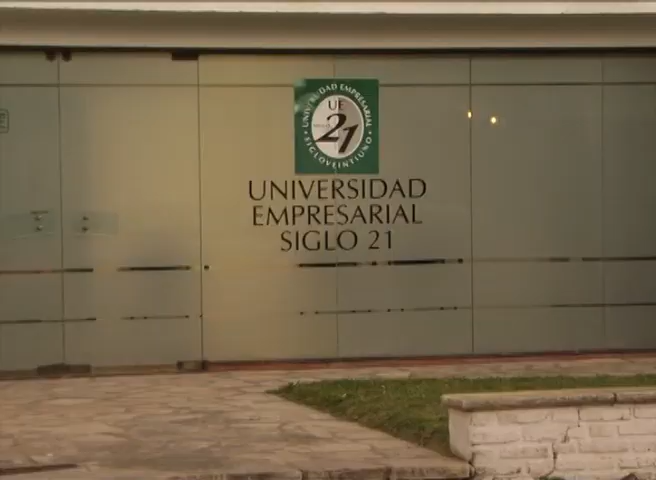 UNIVERSIDAD EMPRESARIAL
UE
21
SIGLOVEINTIUNO
UNIVERSIDAD
EMPRESARIAL
SIGLO 21